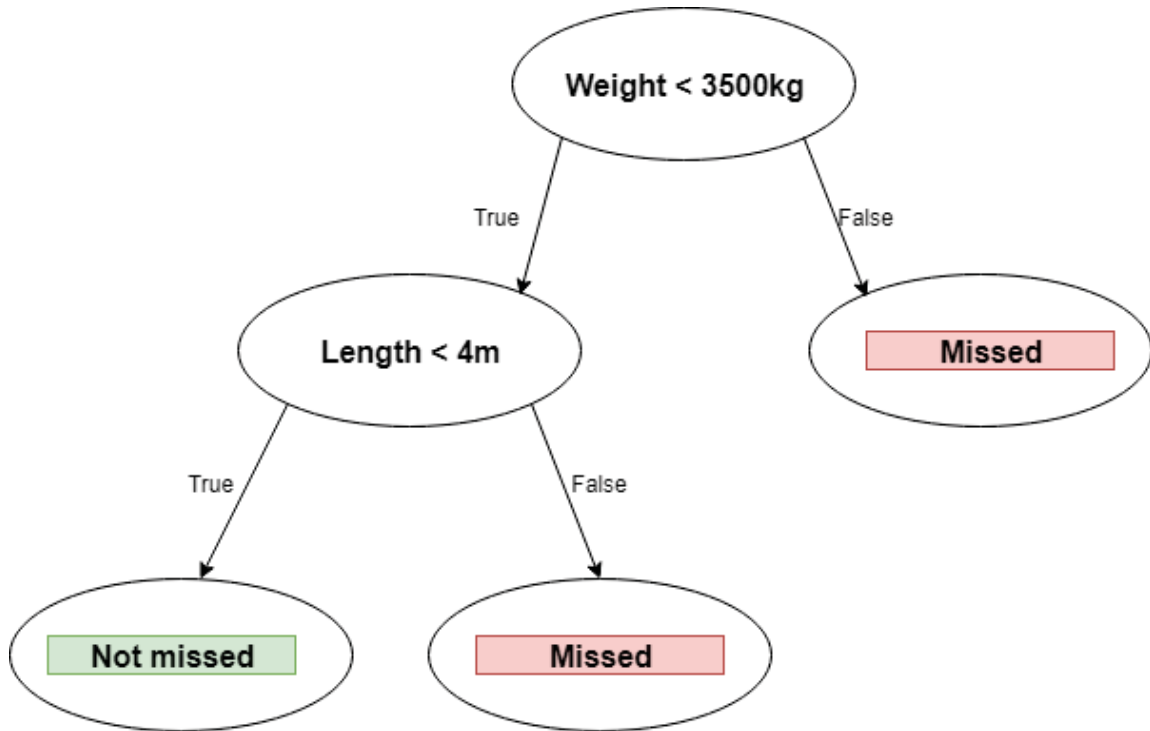 Weight < 3500kg
True
False
Length < 4m
Missed
True
False
Not missed
Missed